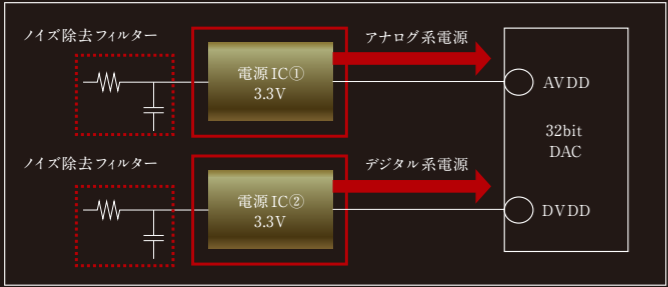 ノイズ除去フィルター
アナログ系電源
電源IC①
3.3V
AVDD
32bit
DAC
ノイズ除去フィルター
デジタル系電源
電源IC②
3.3V
DVDD